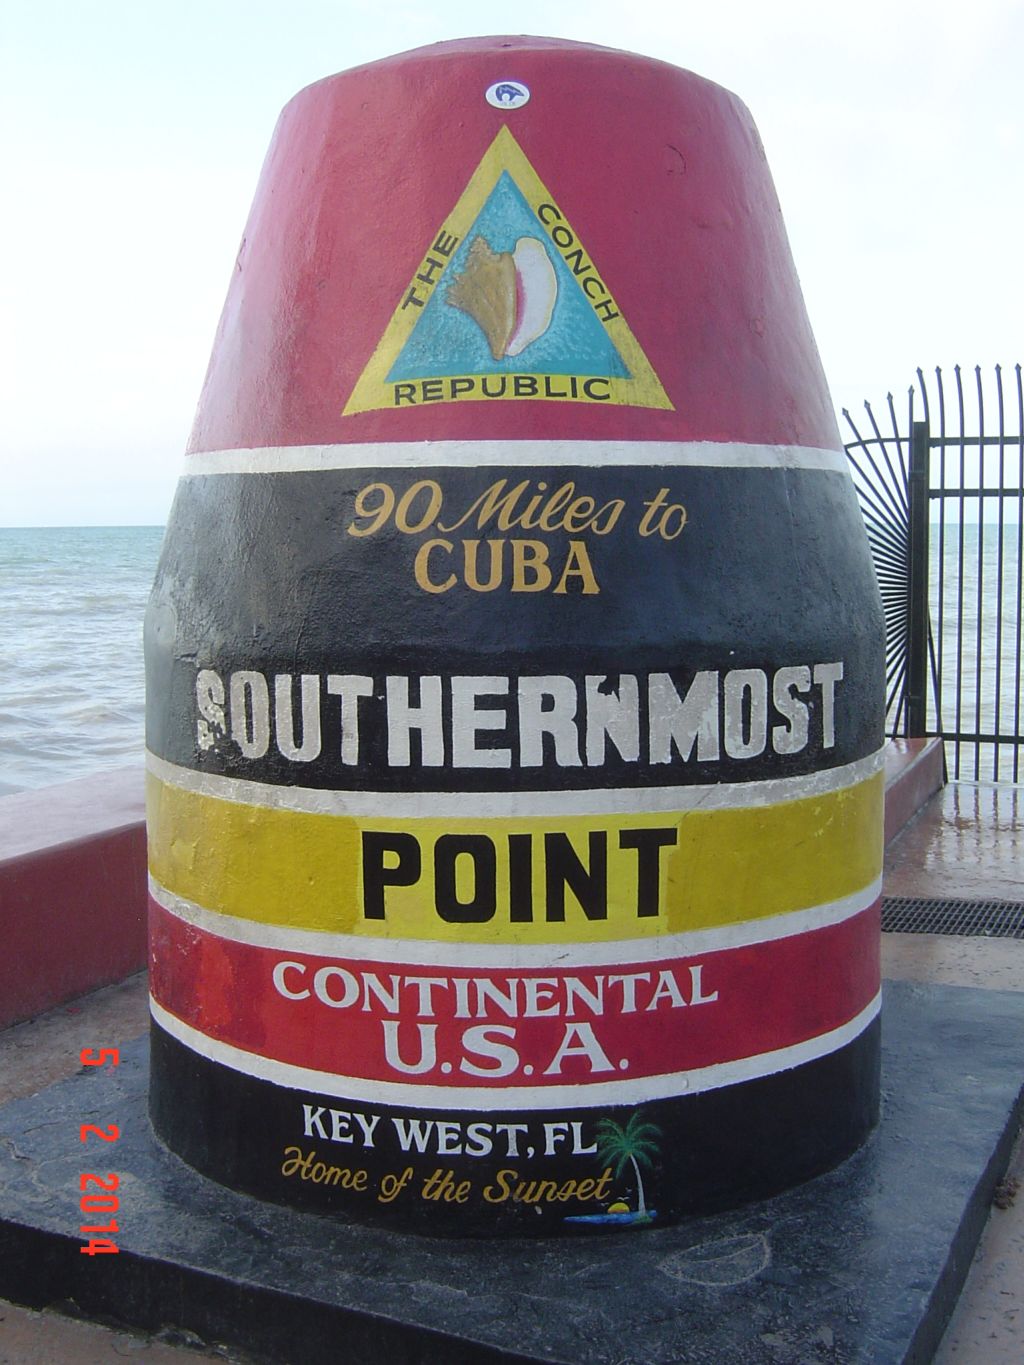 THE CONCH
REPUBLIC
90 Miles to
CUBA
SOUTHERNMOST
POINT
CONTINENTAL
U.S.A.
KEY WEST, FL
Home of the Sunset
5 2 2014